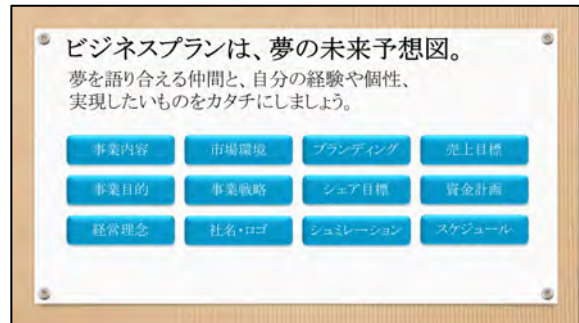 ビジネスプランは、夢の未来予想図。
夢を語り合える仲間と、自分の経験や個性、
実現したいものをカタチにしましょう。
事業内容 市場環境 ブランディング 売上目標
事業目的 事業戦略 シェア目標 資金計画
経営理念 社名・ロゴ シュミレーション スケジュール